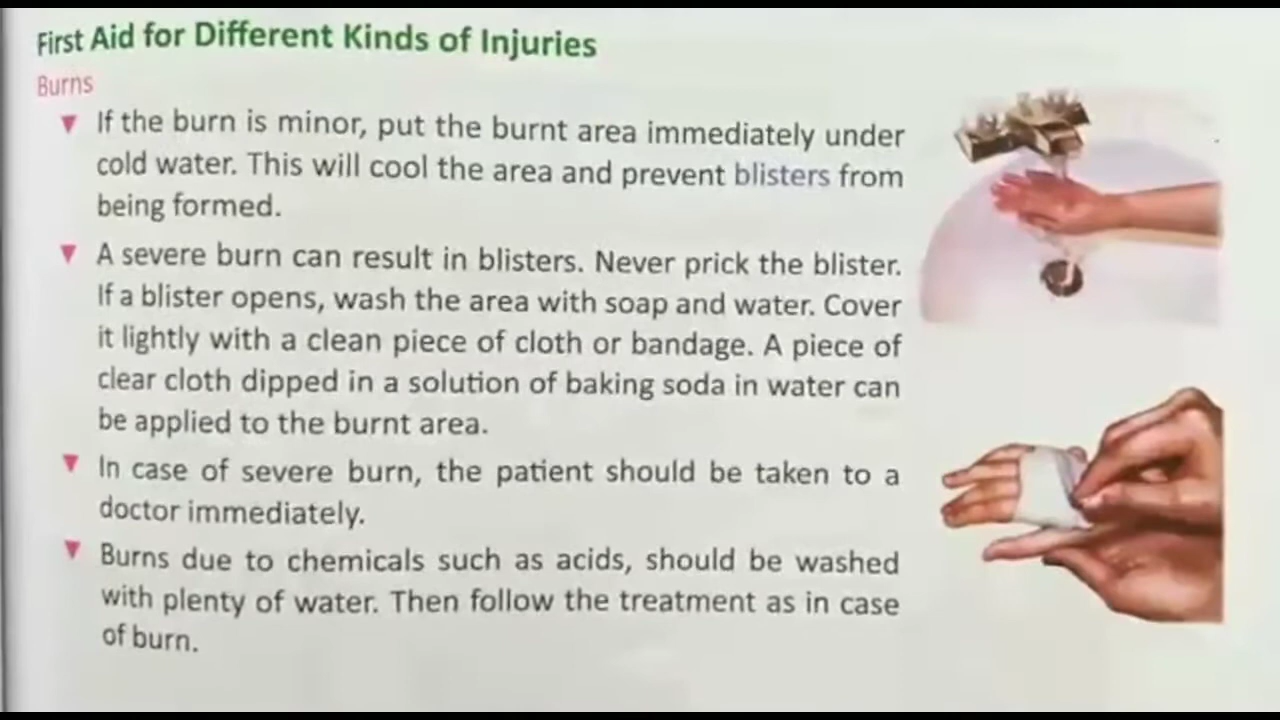 First Aid for Different Kinds of Injuries
Burns
▼ If the burn is minor, put the burnt area immediately under
cold water. This will cool the area and prevent blisters from
being formed.
▼ A severe burn can result in blisters. Never prick the blister.
If a blister opens, wash the area with soap and water. Cover
it lightly with a clean piece of cloth or bandage. A piece of
clear cloth dipped in a solution of baking soda in water can
be applied to the burnt area.
▼ In case of severe burn, the patient should be taken to a
doctor immediately.
▼ Burns due to chemicals such as acids, should be washed
with plenty of water. Then follow the treatment as in case
of burn.